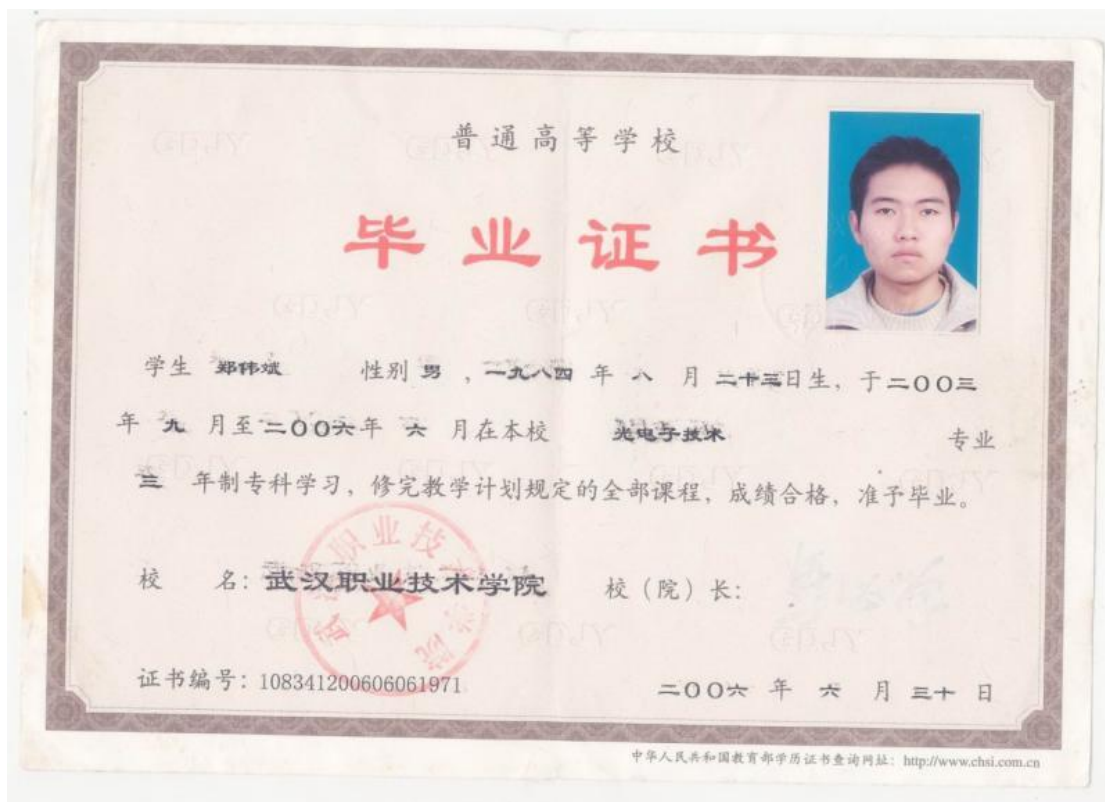 普通高等学校
毕业证书
学生 郑伟斌 性别 男 ，一九八四 年 八 月 二十三日生，于二〇〇三
年 九 月至二〇〇六年 六 月在本校 光电子技术 专业
三 年制专科学习，修完教学计划规定的全部课程，成绩合格，准予毕业。
校 名：武汉职业技术学院 校（院）长：
证书编号：108341200606061971 二〇〇六 年 六 月 三十 日
中华人民共和国教育部学历证书查询网址：http://www.chsi.com.cn